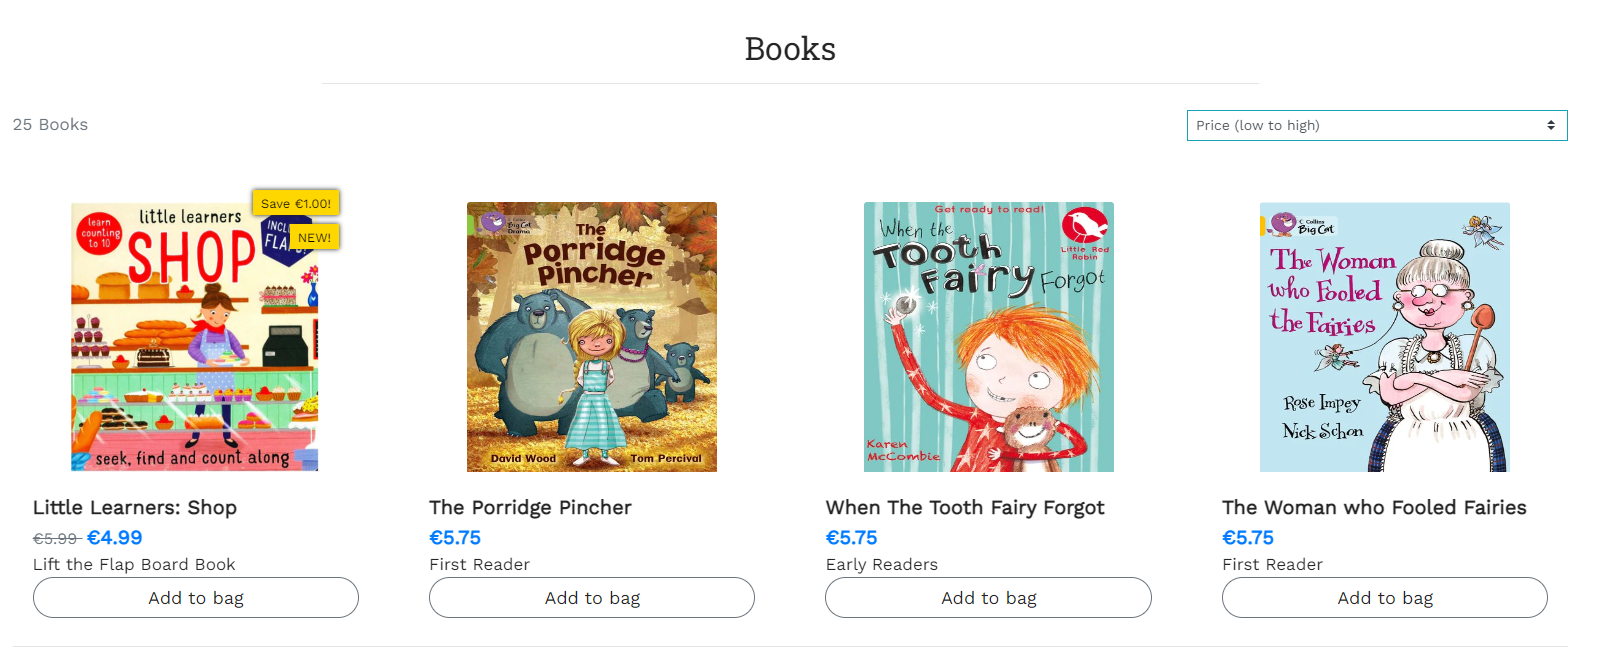 Books
25 Books
Price (low to high)
Save €1.00!
NEW!
learn
counting
to 10
little learners
SHOP
seek, find and count along
Little Learners: Shop
€5.99 €4.99
Lift the Flap Board Book
Add to bag
Collins
Big Cat
Drama
The
Porridge
Pincher
David Wood
Tom Percival
The Porridge Pincher
€5.75
First Reader
Add to bag
Get ready to read!
When the
Tooth
Fairy Forgot
Little Red
Robin
Karen
McCombie
When The Tooth Fairy Forgot
€5.75
Early Readers
Add to bag
Collins
Big Cat
The Woman
who Fooled
the Fairies
Rose Impey
Nick Schon
The Woman who Fooled Fairies
€5.75
First Reader
Add to bag